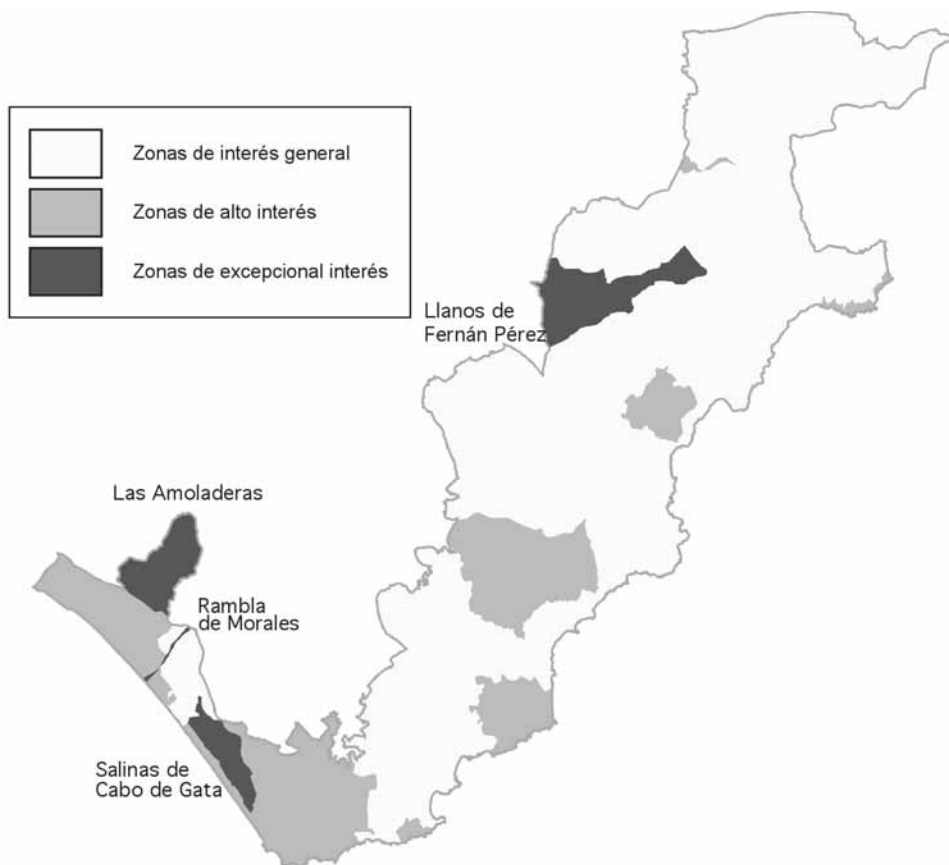 Zonas de interés general
Zonas de alto interés
Zonas de excepcional interés
Llanos de
Fernán Pérez
Las Amoladeras
Rambla
de Morales
Salinas de
Cabo de Gata